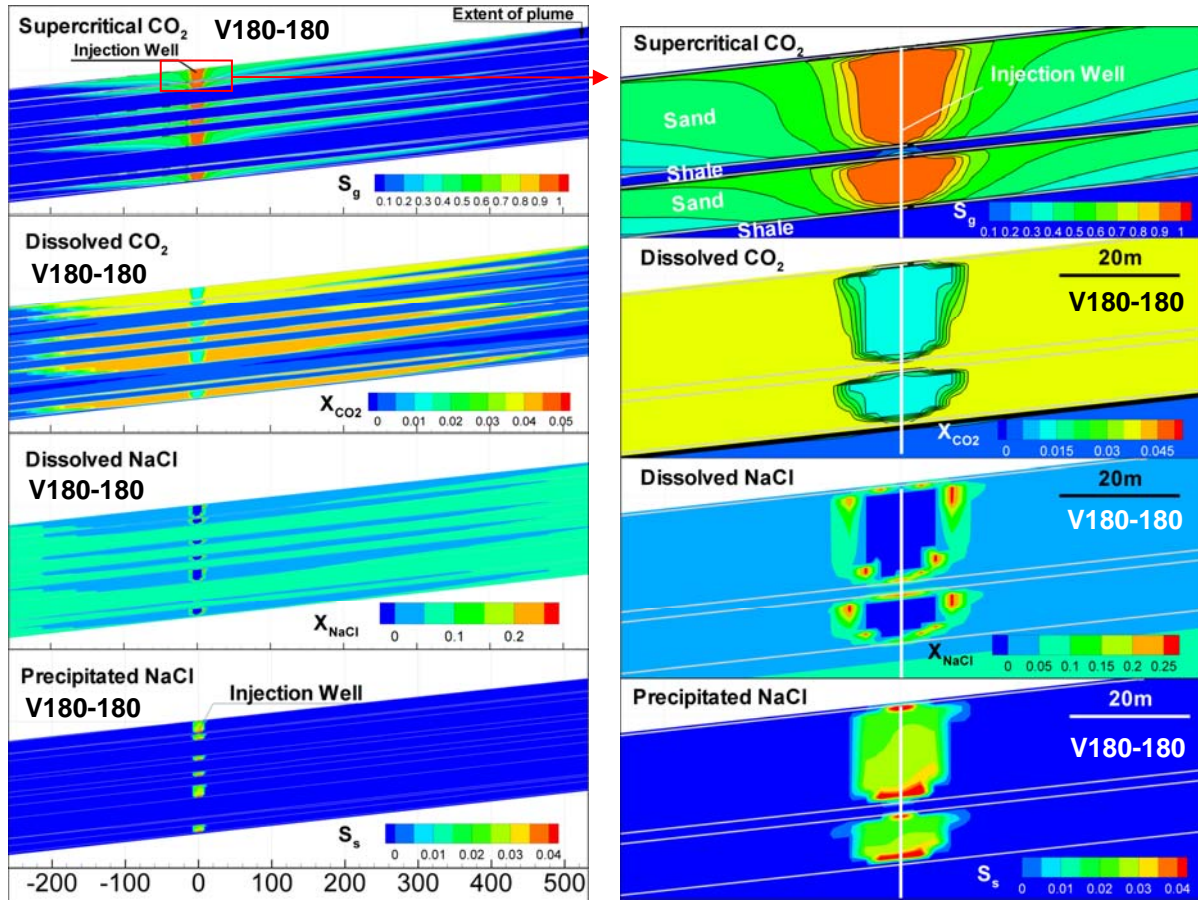 Supercritical CO2 V180-180
Extent of plume
Injection Well
Sg
0.1 0.2 0.3 0.4 0.5 0.6 0.7 0.8 0.9 1
0 100 200 300 400
Dissolved CO2
V180-180
XCO2
0 0.01 0.02 0.03 0.04 0.05
Dissolved NaCl
V180-180
XNaCl
0 0.1 0.2
Precipitated NaCl
V180-180
Injection Well
Ss
0 0.01 0.02 0.03 0.04
-200 -100 0 100 200 300 400 500
Supercritical CO2
Injection Well
Sand
Shale
Sand
Shale
Sg
0.1 0.2 0.3 0.4 0.5 0.6 0.7 0.8 0.9 1
Dissolved CO2
20m
V180-180
XCO2
0 0.015 0.03 0.045
Dissolved NaCl
20m
V180-180
XNaCl
0 0.05 0.1 0.15 0.2 0.25
Precipitated NaCl
20m
V180-180
Ss
0 0.01 0.02 0.03 0.04